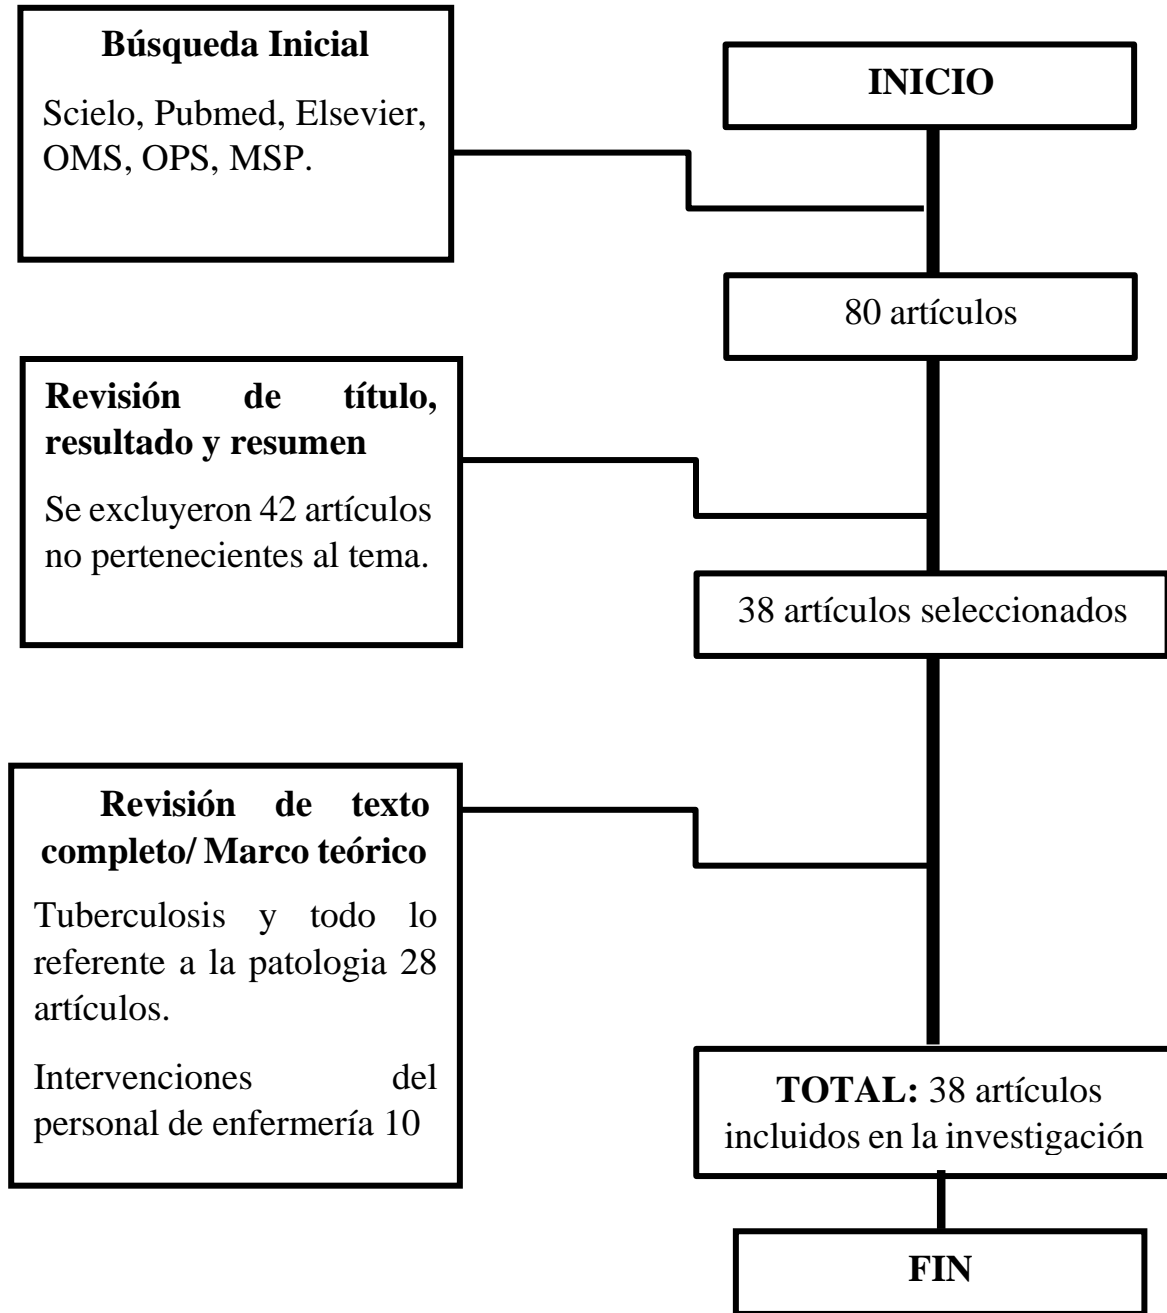 Búsqueda Inicial
Scielo, Pubmed, Elsevier,
OMS, OPS, MSP.
INICIO
80 artículos
Revisión de título,
resultado y resumen
Se excluyeron 42 artículos
no pertenecientes al tema.
38 artículos seleccionados
Revisión de texto
completo/ Marco teórico
Tuberculosis y todo lo
referente a la patologia 28
artículos.
Intervenciones del
personal de enfermería 10
TOTAL: 38 artículos
incluidos en la investigación
FIN